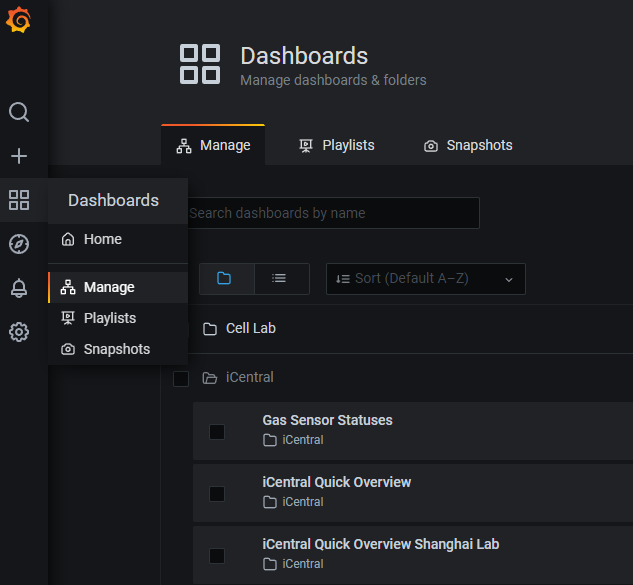 Dashboards
Manage dashboards & folders
Manage
Playlists
Snapshots
Dashboards
Home
Manage
Playlists
Snapshots
Search dashboards by name
Sort (Default A–Z)
Cell Lab
iCentral
Gas Sensor Statuses
iCentral
iCentral Quick Overview
iCentral
iCentral Quick Overview Shanghai Lab
iCentral